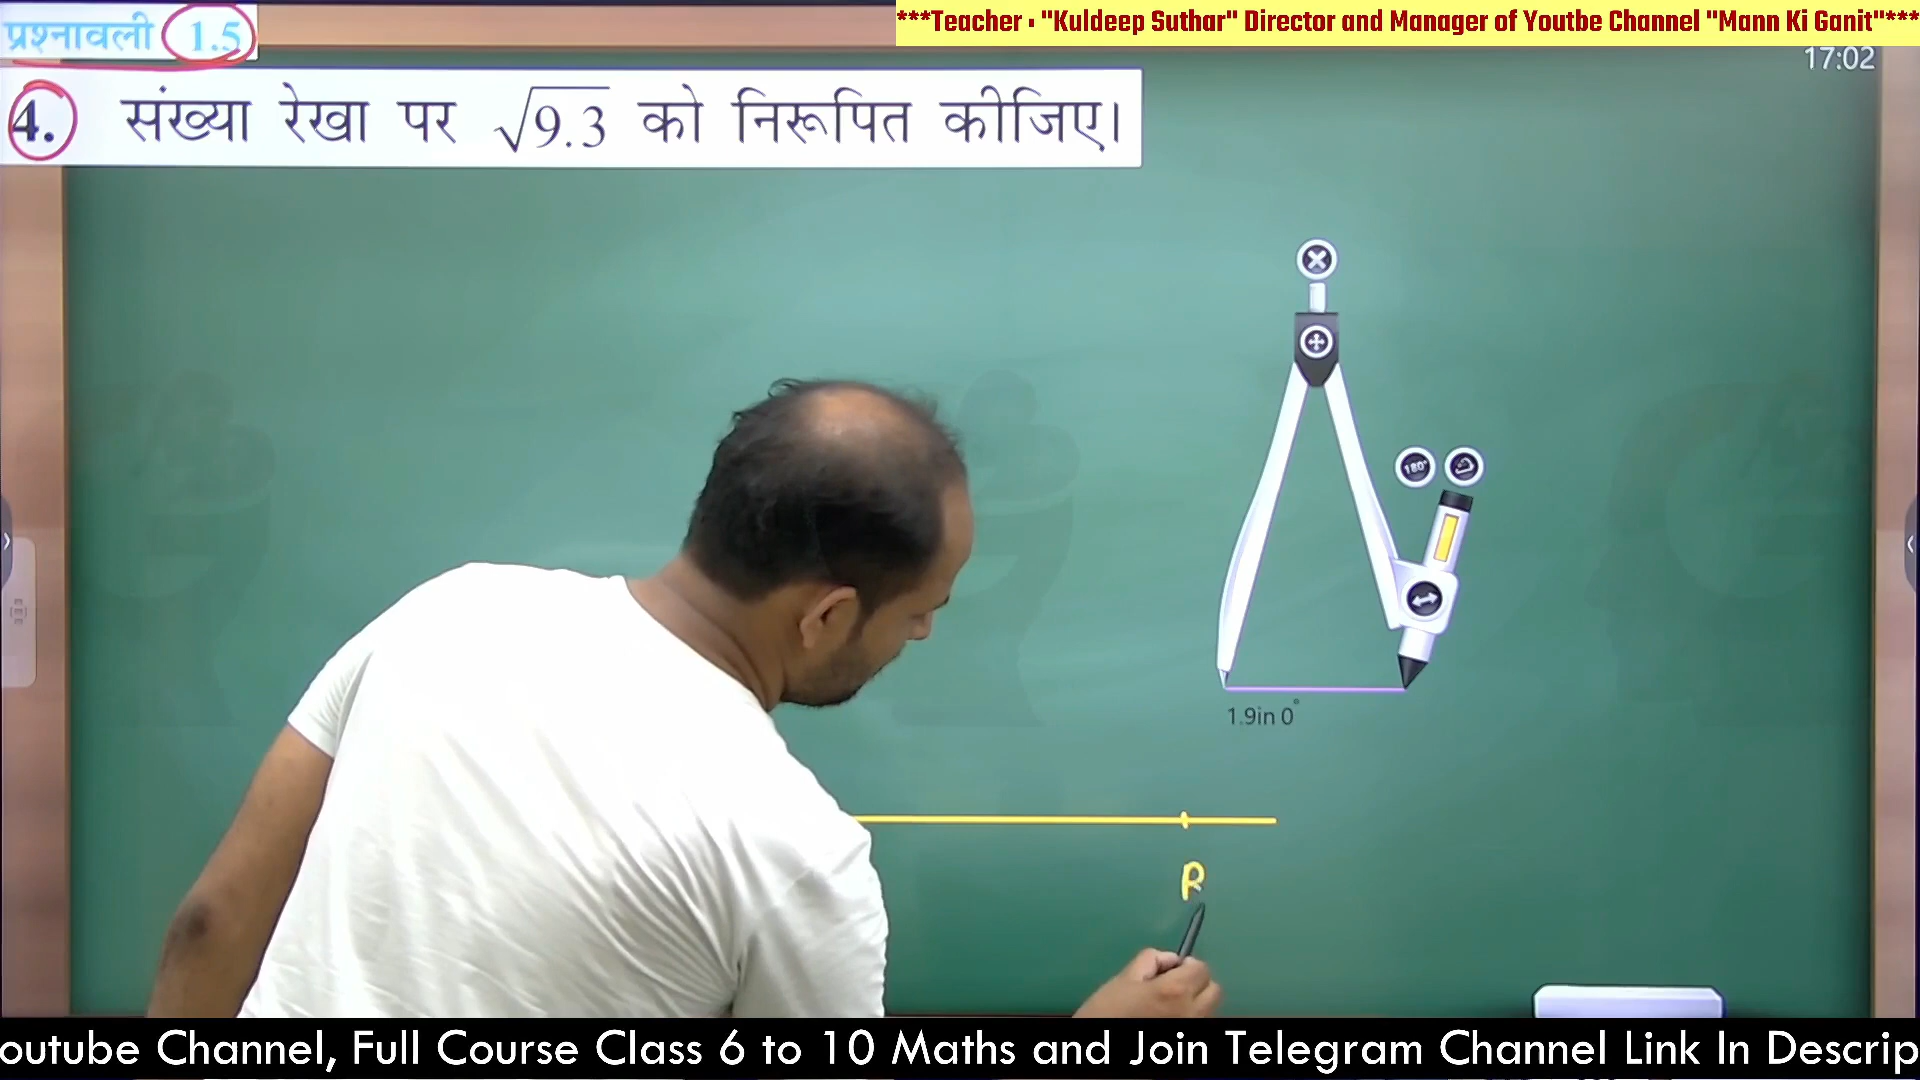 ***Teacher : "Kuldeep Suthar" Director and Manager of Youtbe Channel "Mann Ki Ganit"***
प्रश्नावली 1.5
17:02
4. संख्या रेखा पर √9.3 को निरूपित कीजिए।
180°
1.9in 0°
B
outube Channel, Full Course Class 6 to 10 Maths and Join Telegram Channel Link In Descrip